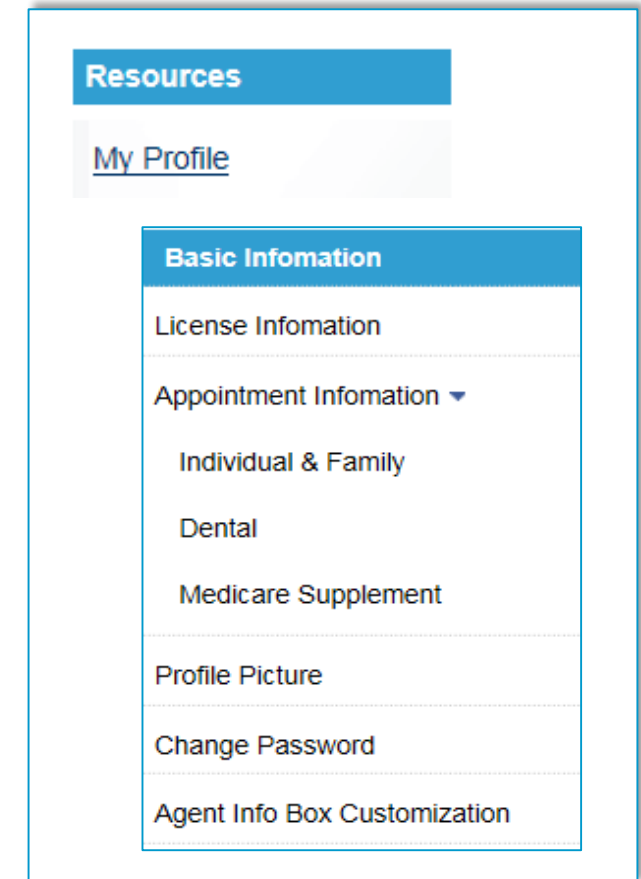 Resources
My Profile
Basic Infomation
License Infomation
Appointment Infomation
Individual & Family
Dental
Medicare Supplement
Profile Picture
Change Password
Agent Info Box Customization